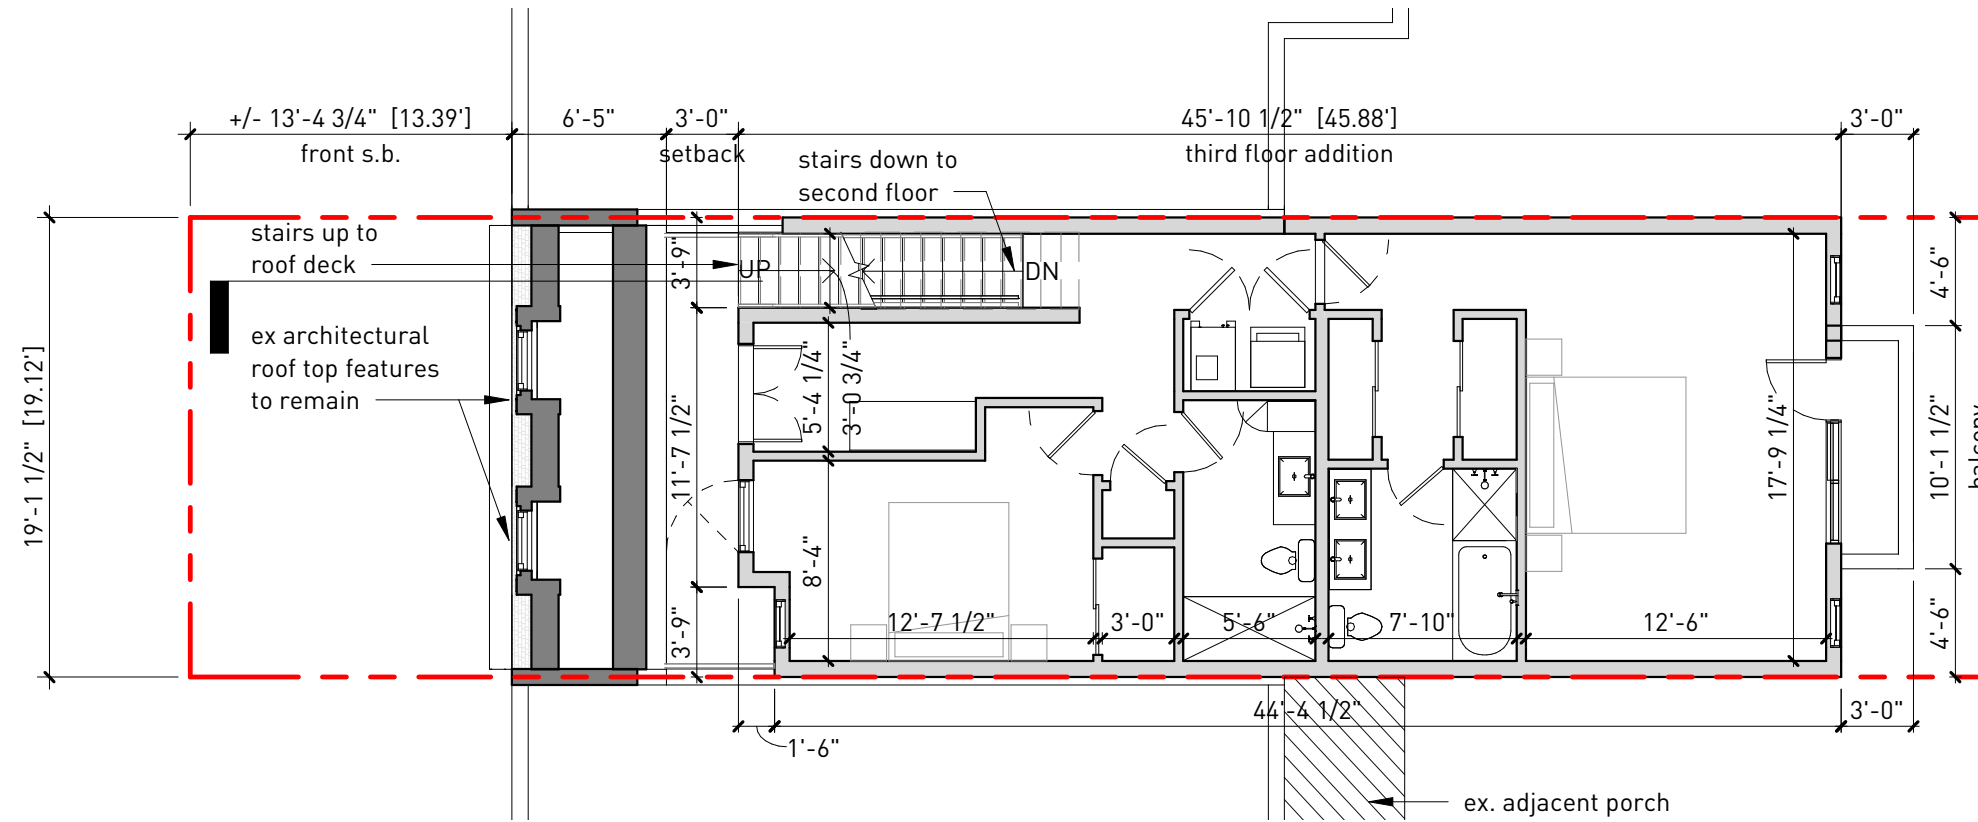 +/- 13'-4 3/4" [13.39']
front s.b.
6'-5"
3'-0"
setback
45'-10 1/2" [45.88']
third floor addition
3'-0"
stairs down to
second floor
stairs up to
roof deck
UP
DN
ex architectural
roof top features
to remain
19'-1 1/2" [19.12']
3'-9"
11'-7 1/2"
3'-9"
5'-4 1/4"
3'-0 3/4"
8'-4"
12'-7 1/2"
3'-0"
5'-6"
7'-10"
12'-6"
17'-9 1/4"
4'-6"
10'-1 1/2"
balcony
4'-6"
44'-4 1/2"
3'-0"
1'-6"
ex. adjacent porch